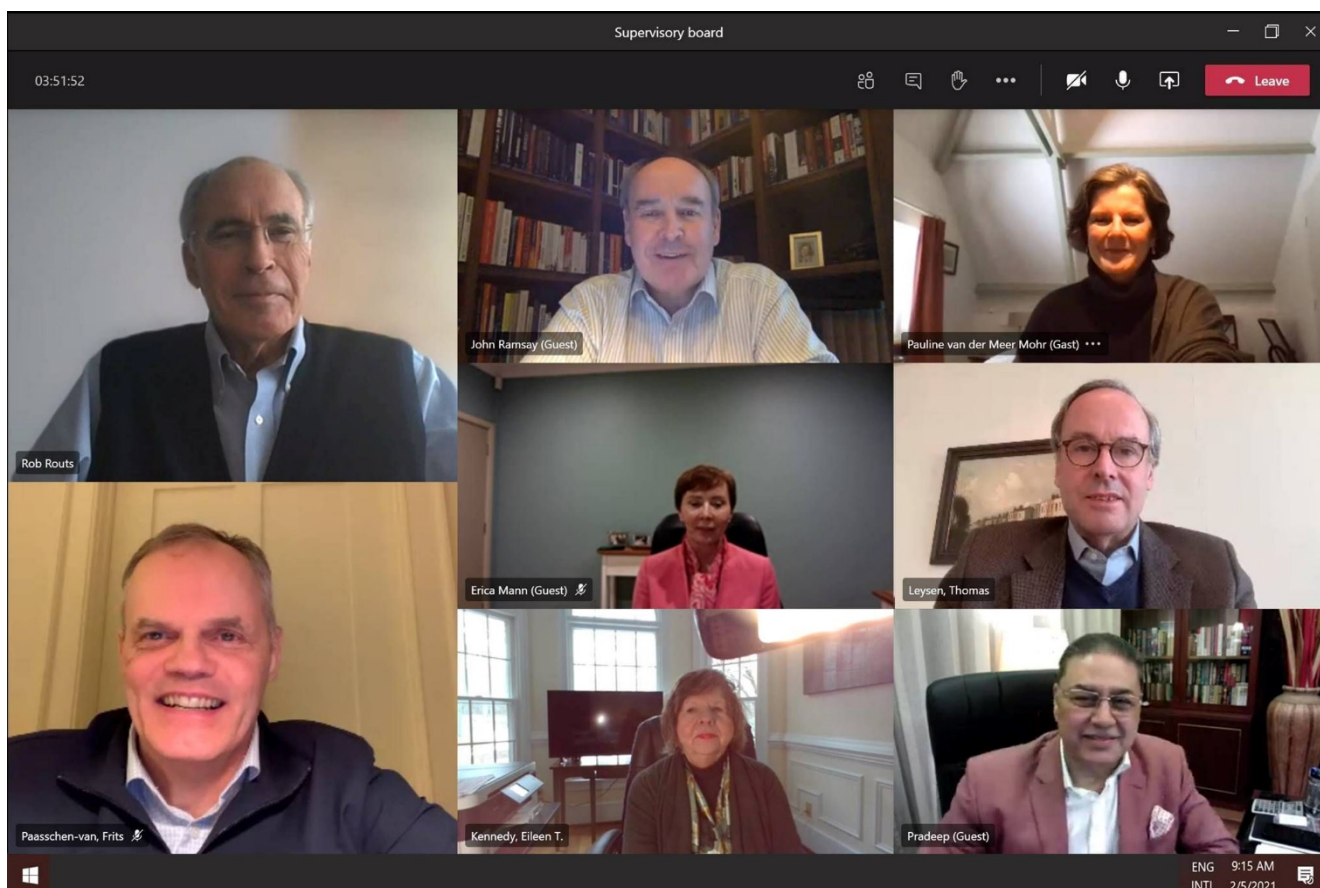 Supervisory board
03:51:52
Leave
Rob Routs
John Ramsay (Guest)
Pauline van der Meer Mohr (Gast)
Erica Mann (Guest)
Leysen, Thomas
Paasschen-van, Frits
Kennedy, Eileen T.
Pradeep (Guest)
ENG 9:15 AM
INTL 2/5/2021